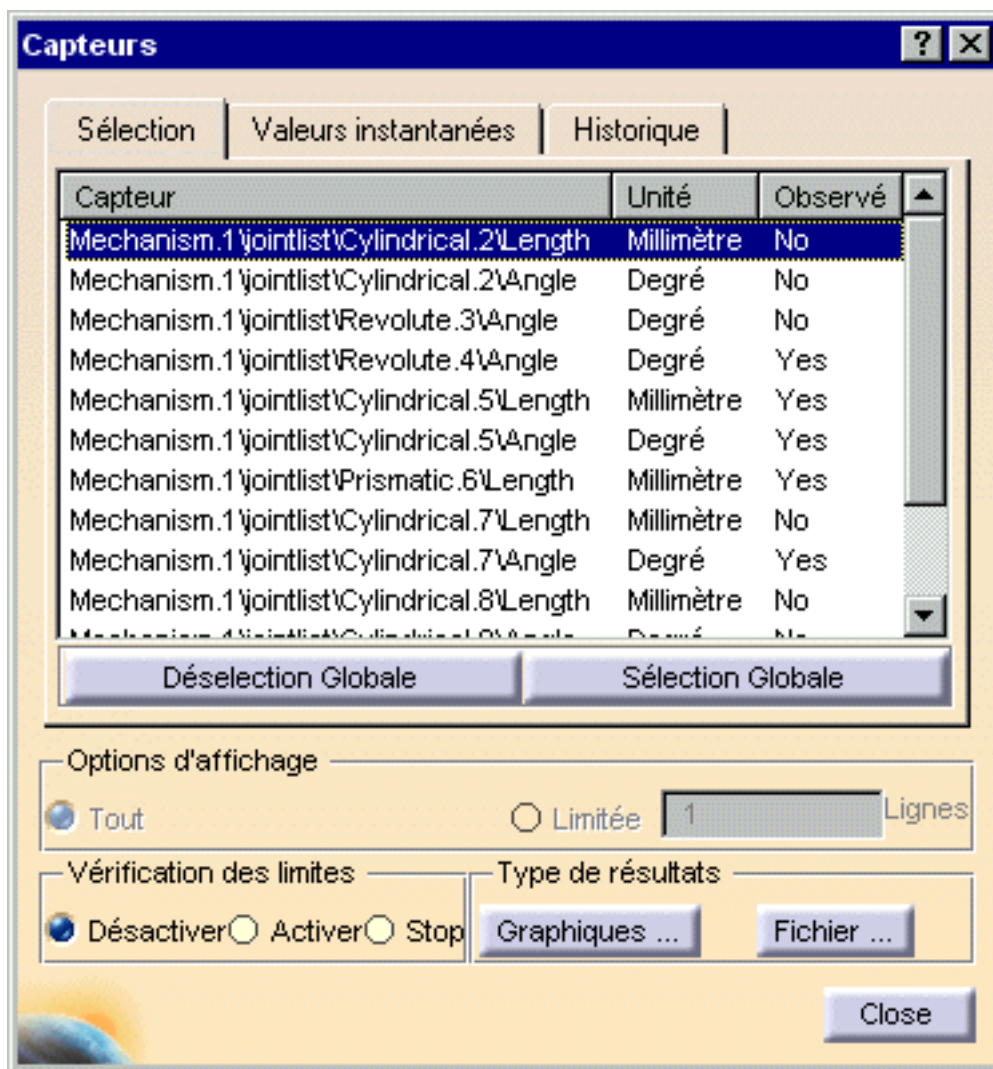 Capteurs
Sélection Valeurs instantanées Historique
Capteur Unité Observé
Mechanism.1\jointlist\Cylindrical.2\Length Millimètre No
Mechanism.1\jointlist\Cylindrical.2\Angle Degré No
Mechanism.1\jointlist\Revolute.3\Angle Degré No
Mechanism.1\jointlist\Revolute.4\Angle Degré Yes
Mechanism.1\jointlist\Cylindrical.5\Length Millimètre Yes
Mechanism.1\jointlist\Cylindrical.5\Angle Degré Yes
Mechanism.1\jointlist\Prismatic.6\Length Millimètre Yes
Mechanism.1\jointlist\Cylindrical.7\Length Millimètre No
Mechanism.1\jointlist\Cylindrical.7\Angle Degré Yes
Mechanism.1\jointlist\Cylindrical.8\Length Millimètre No
Déselection Globale Sélection Globale
Options d'affichage
Tout Limitée 1 Lignes
Vérification des limites Type de résultats
Désactiver Activer Stop Graphiques ... Fichier ...
Close